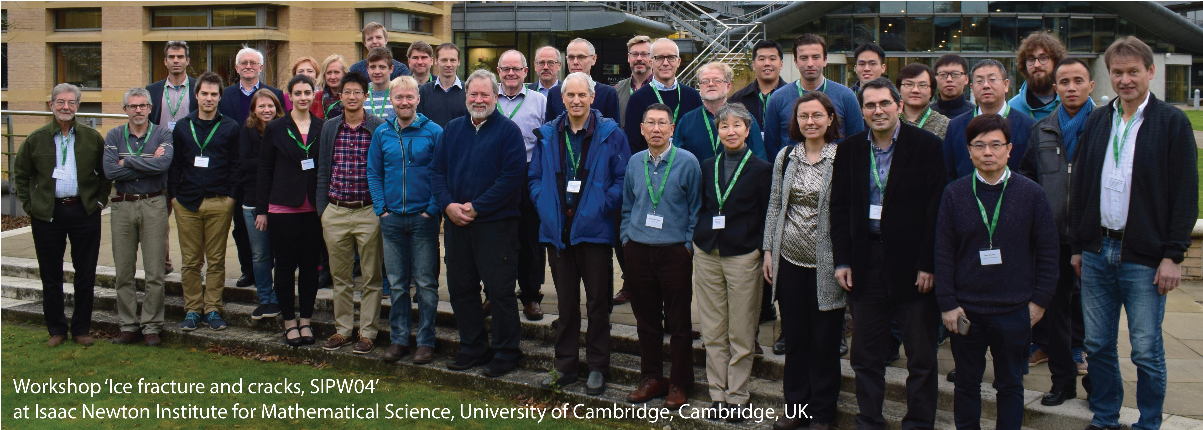 Workshop 'Ice fracture and cracks, SIPW04'
at Isaac Newton Institute for Mathematical Science, University of Cambridge, Cambridge, UK.